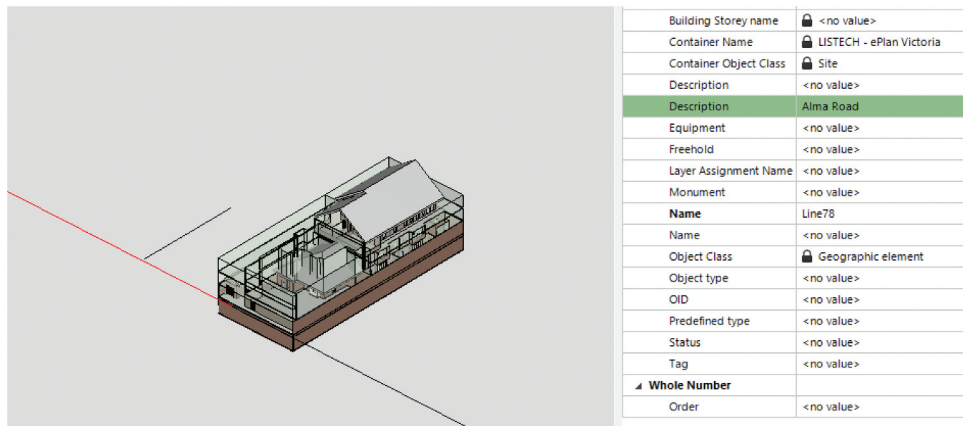 Building Storey name <no value>
Container Name LISTECH - ePlan Victoria
Container Object Class Site
Description <no value>
Description Alma Road
Equipment <no value>
Freehold <no value>
Layer Assignment Name <no value>
Monument <no value>
Name Line78
Name <no value>
Object Class Geographic element
Object type <no value>
OID <no value>
Predefined type <no value>
Status <no value>
Tag <no value>
Whole Number
Order <no value>